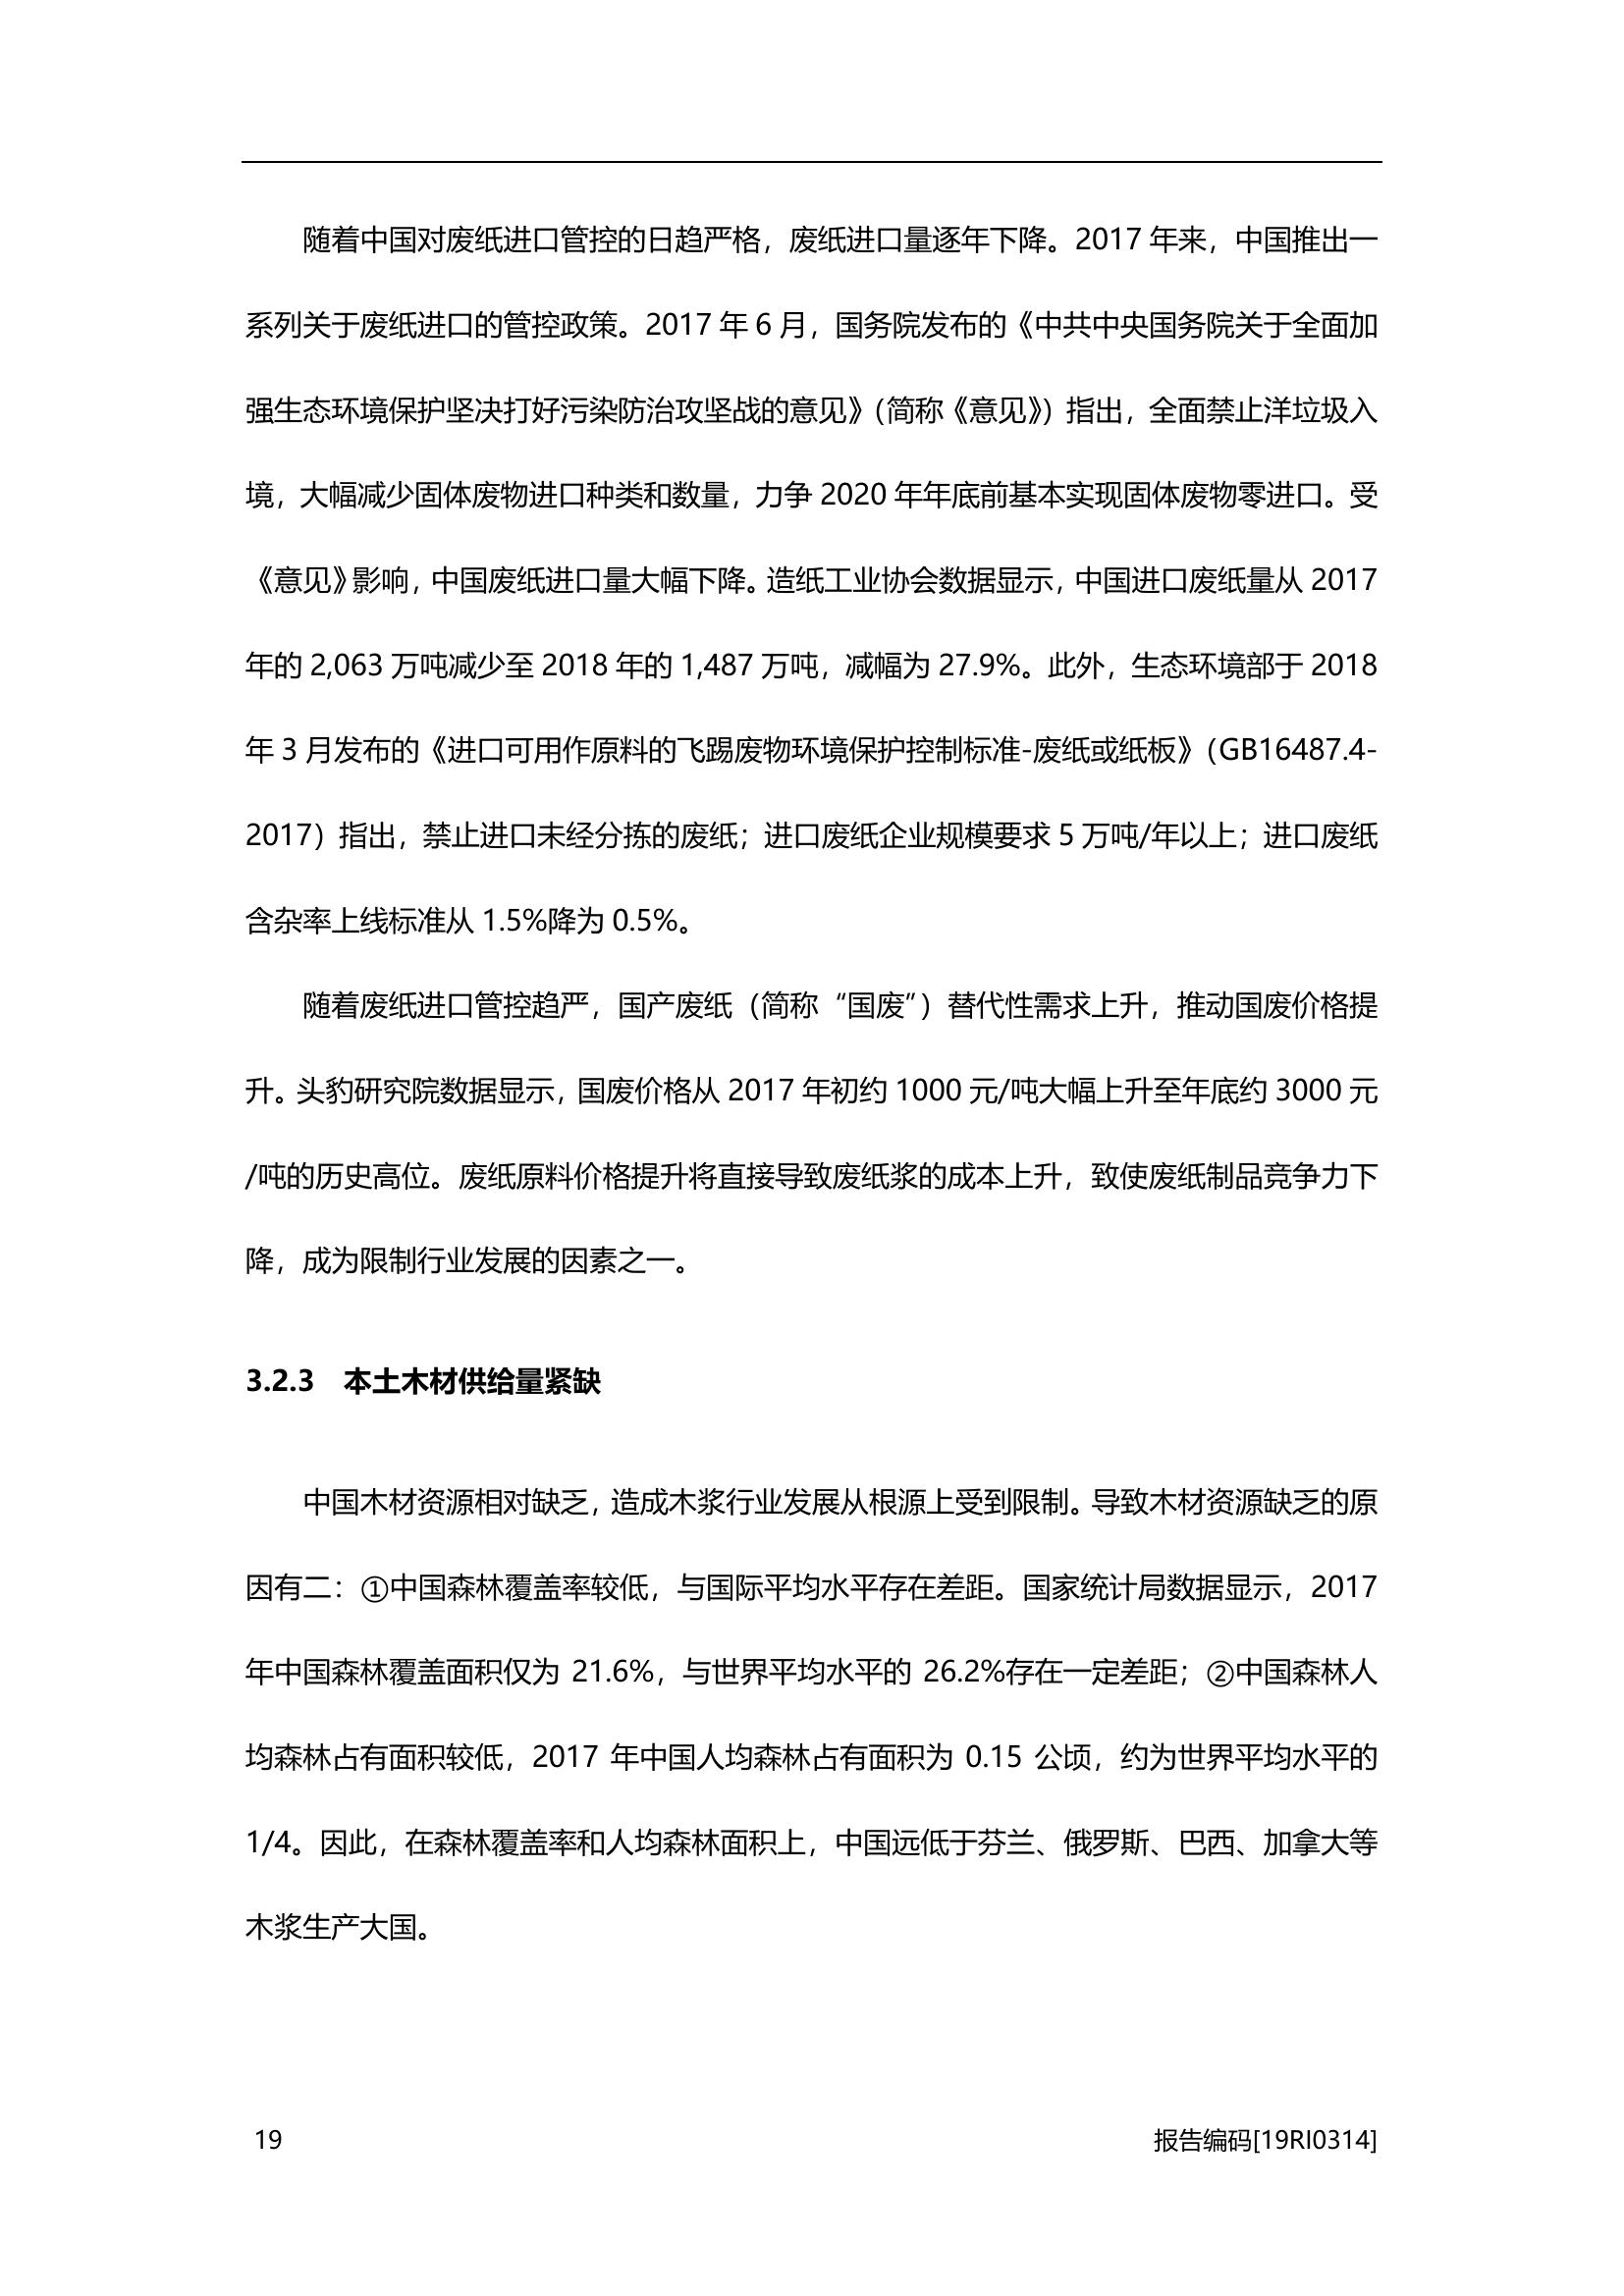 随着中国对废纸进口管控的日趋严格，废纸进口量逐年下降。2017 年来，中国推出一
系列关于废纸进口的管控政策。2017 年 6 月，国务院发布的《中共中央国务院关于全面加
强生态环境保护坚决打好污染防治攻坚战的意见》（简称《意见》）指出，全面禁止洋垃圾入
境，大幅减少固体废物进口种类和数量，力争 2020 年年底前基本实现固体废物零进口。受
《意见》影响，中国废纸进口量大幅下降。造纸工业协会数据显示，中国进口废纸量从 2017
年的 2,063 万吨减少至 2018 年的 1,487 万吨，减幅为 27.9%。此外，生态环境部于 2018
年 3 月发布的《进口可用作原料的飞踢废物环境保护控制标准-废纸或纸板》（GB16487.4-
2017）指出，禁止进口未经分拣的废纸；进口废纸企业规模要求 5 万吨/年以上；进口废纸
含杂率上线标准从 1.5%降为 0.5%。
随着废纸进口管控趋严，国产废纸（简称“国废”）替代性需求上升，推动国废价格提
升。头豹研究院数据显示，国废价格从 2017 年初约 1000 元/吨大幅上升至年底约 3000 元
/吨的历史高位。废纸原料价格提升将直接导致废纸浆的成本上升，致使废纸制品竞争力下
降，成为限制行业发展的因素之一。
3.2.3 本土木材供给量紧缺
中国木材资源相对缺乏，造成木浆行业发展从根源上受到限制。导致木材资源缺乏的原
因有二：①中国森林覆盖率较低，与国际平均水平存在差距。国家统计局数据显示，2017
年中国森林覆盖面积仅为 21.6%，与世界平均水平的 26.2%存在一定差距；②中国森林人
均森林占有面积较低，2017 年中国人均森林占有面积为 0.15 公顷，约为世界平均水平的
1/4。因此，在森林覆盖率和人均森林面积上，中国远低于芬兰、俄罗斯、巴西、加拿大等
木浆生产大国。
19 报告编码[19RI0314]